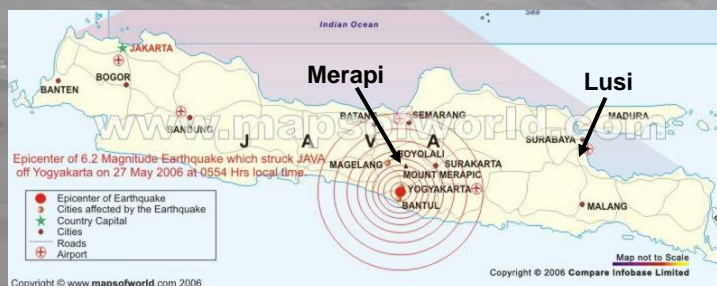 Indian Ocean
Sea
JAKARTA
Merapi
Lusi
BANTEN
BOGOR
BATANG
SEMARANG
MADURA
BANDUNG
www.mapsofworld.com
J A V A
SURABAYA
BOYOLALI
Epicenter of 6.2 Magnitude Earthquake which struck JAVA
off Yogyakarta on 27 May 2006 at 0554 Hrs local time.
MAGELANG
SURAKARTA
MOUNT MERAPIC
YOGYAKARTA
BANTUL
MALANG
Epicenter of Earthquake
Cities affected by the Earthquake
Country Capital
Cities
Roads
Airport
Map not to Scale
Copyright © www.mapsofworld.com 2006
Copyright © 2006 Compare Infobase Limited